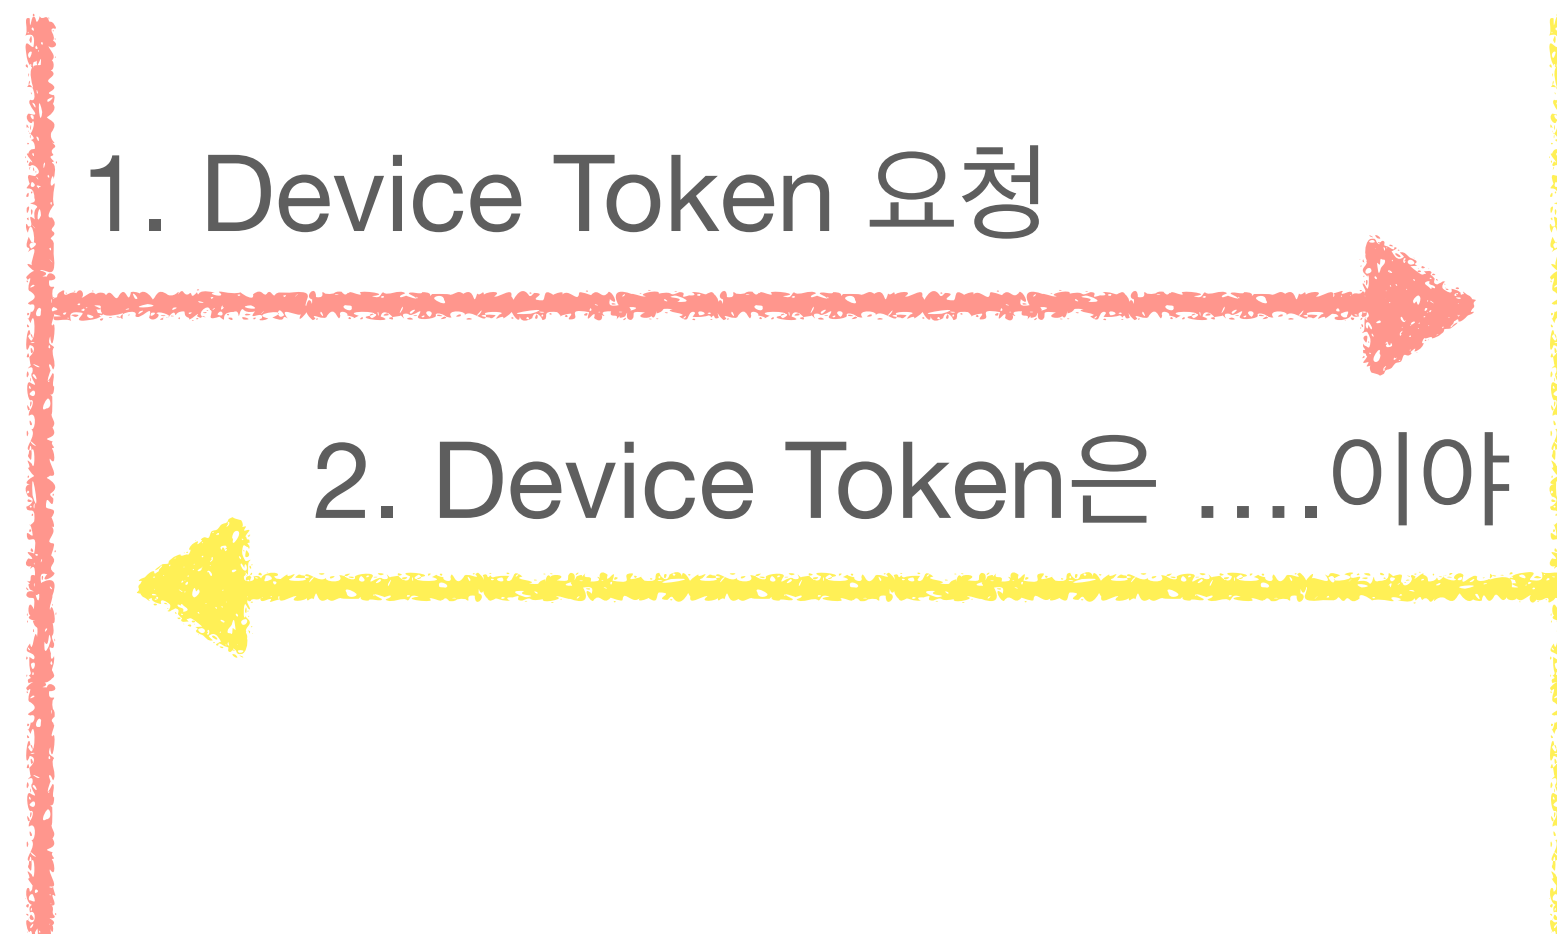 1. Device Token 요청
2. Device Token은 ....이야